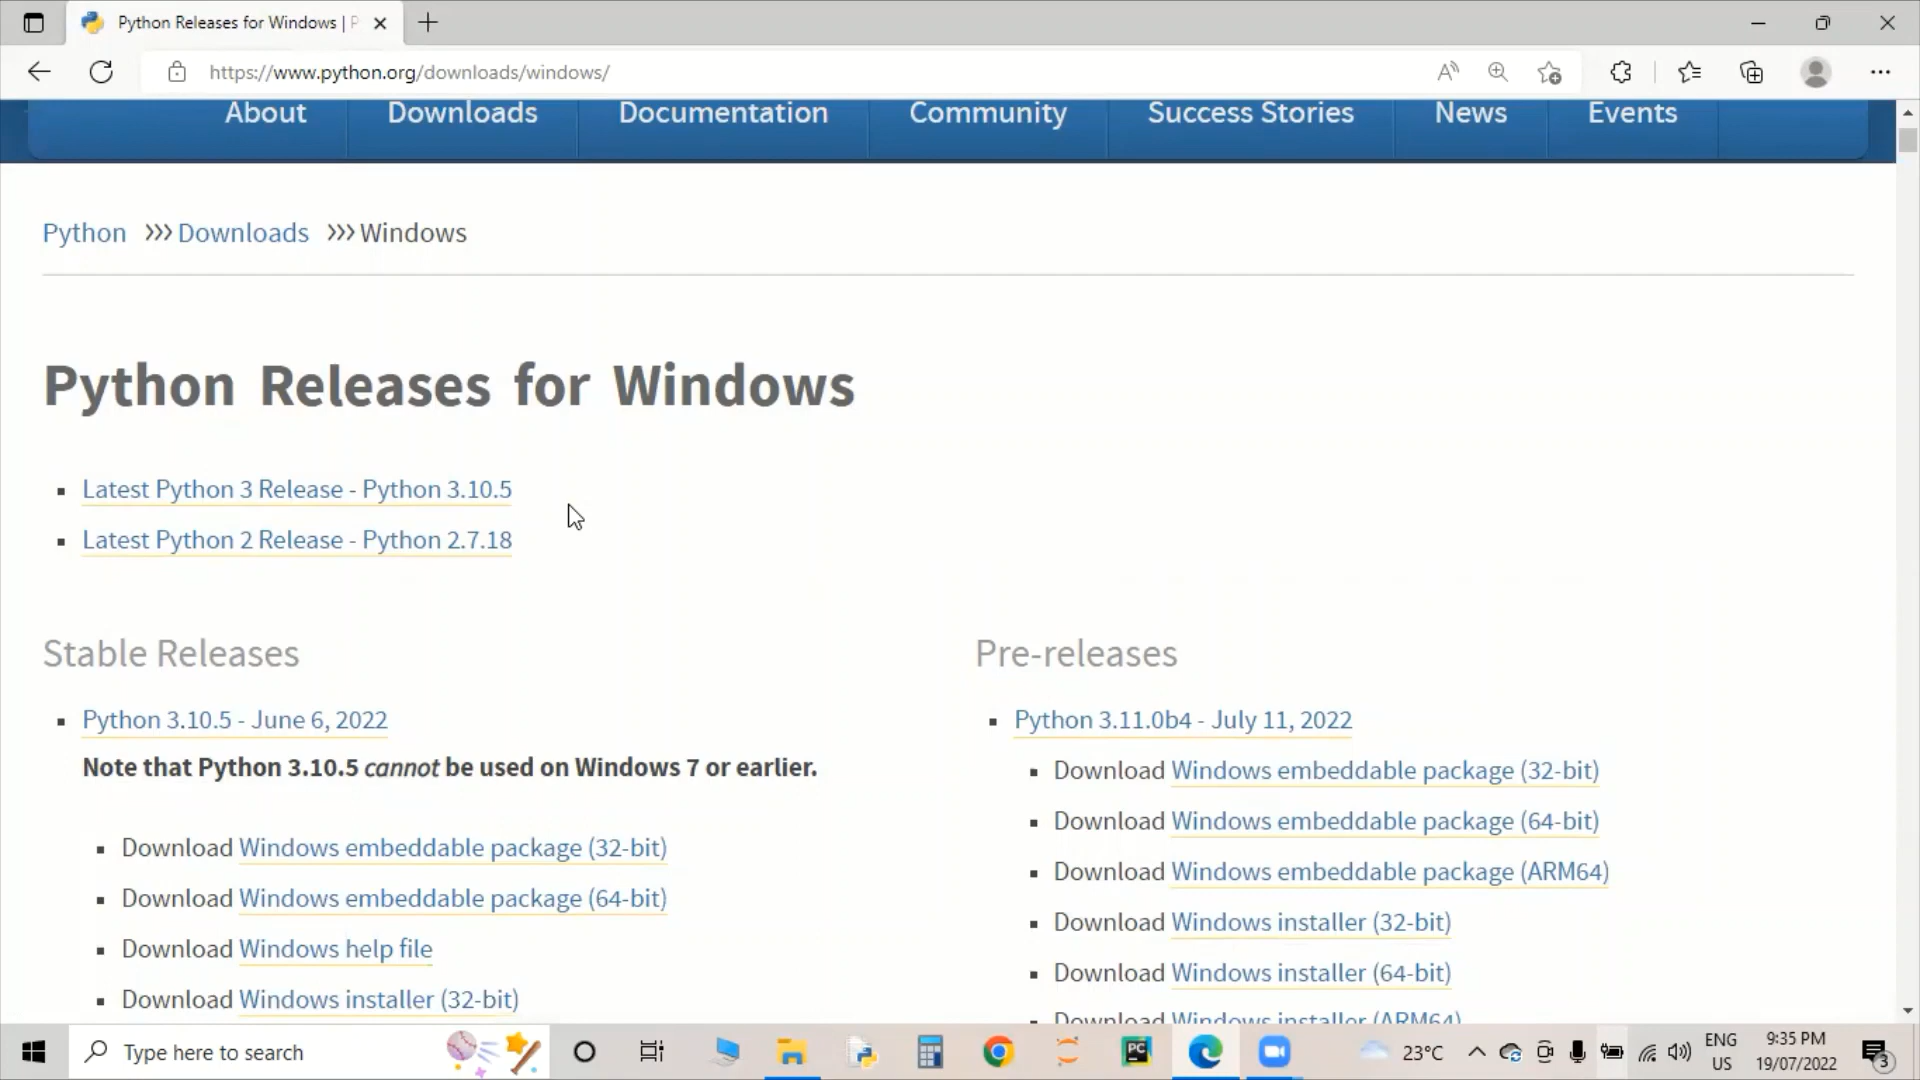 Python Releases for Windows | P
https://www.python.org/downloads/windows/
About Downloads Documentation Community Success Stories News Events
Python >>> Downloads >>> Windows
Python Releases for Windows
Latest Python 3 Release - Python 3.10.5
Latest Python 2 Release - Python 2.7.18
Stable Releases
Python 3.10.5 - June 6, 2022
Note that Python 3.10.5 cannot be used on Windows 7 or earlier.
Download Windows embeddable package (32-bit)
Download Windows embeddable package (64-bit)
Download Windows help file
Download Windows installer (32-bit)
Pre-releases
Python 3.11.0b4 - July 11, 2022
Download Windows embeddable package (32-bit)
Download Windows embeddable package (64-bit)
Download Windows embeddable package (ARM64)
Download Windows installer (32-bit)
Download Windows installer (64-bit)
Download Windows installer (ARM64)
Type here to search
PC
23°C
ENG
US
9:35 PM
19/07/2022
3